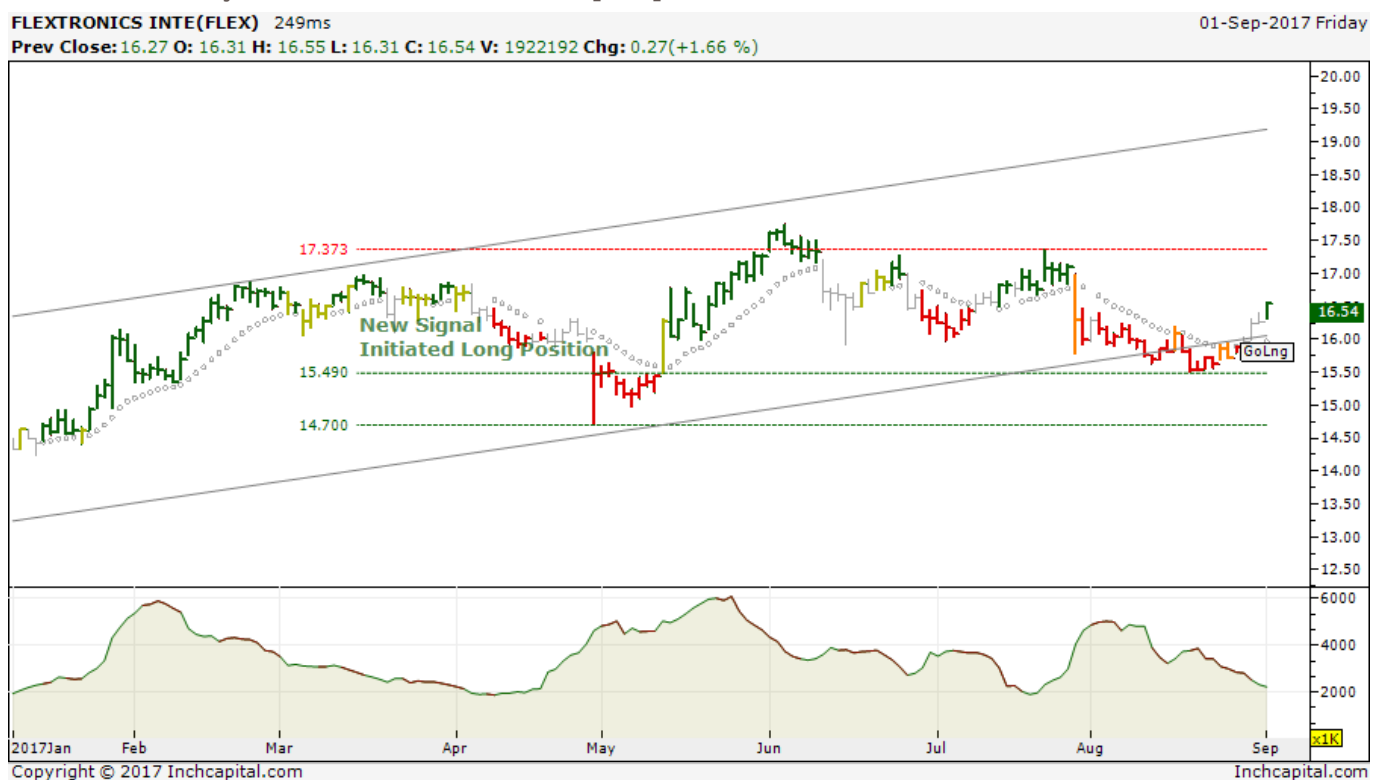 FLEXTRONICS INTE(FLEX) 249ms 01-Sep-2017 Friday
Prev Close: 16.27 O: 16.31 H: 16.55 L: 16.31 C: 16.54 V: 1922192 Chg: 0.27(+1.66 %)
20.00
19.50
19.00
18.50
18.00
17.50
17.373
17.00
16.54
New Signal
Initiated Long Position
16.00
GoLng
15.490
15.50
15.00
14.700
14.50
14.00
13.50
13.00
12.50
6000
4000
2000
x1K
2017Jan Feb Mar Apr May Jun Jul Aug Sep
Copyright © 2017 Inchcapital.com Inchcapital.com